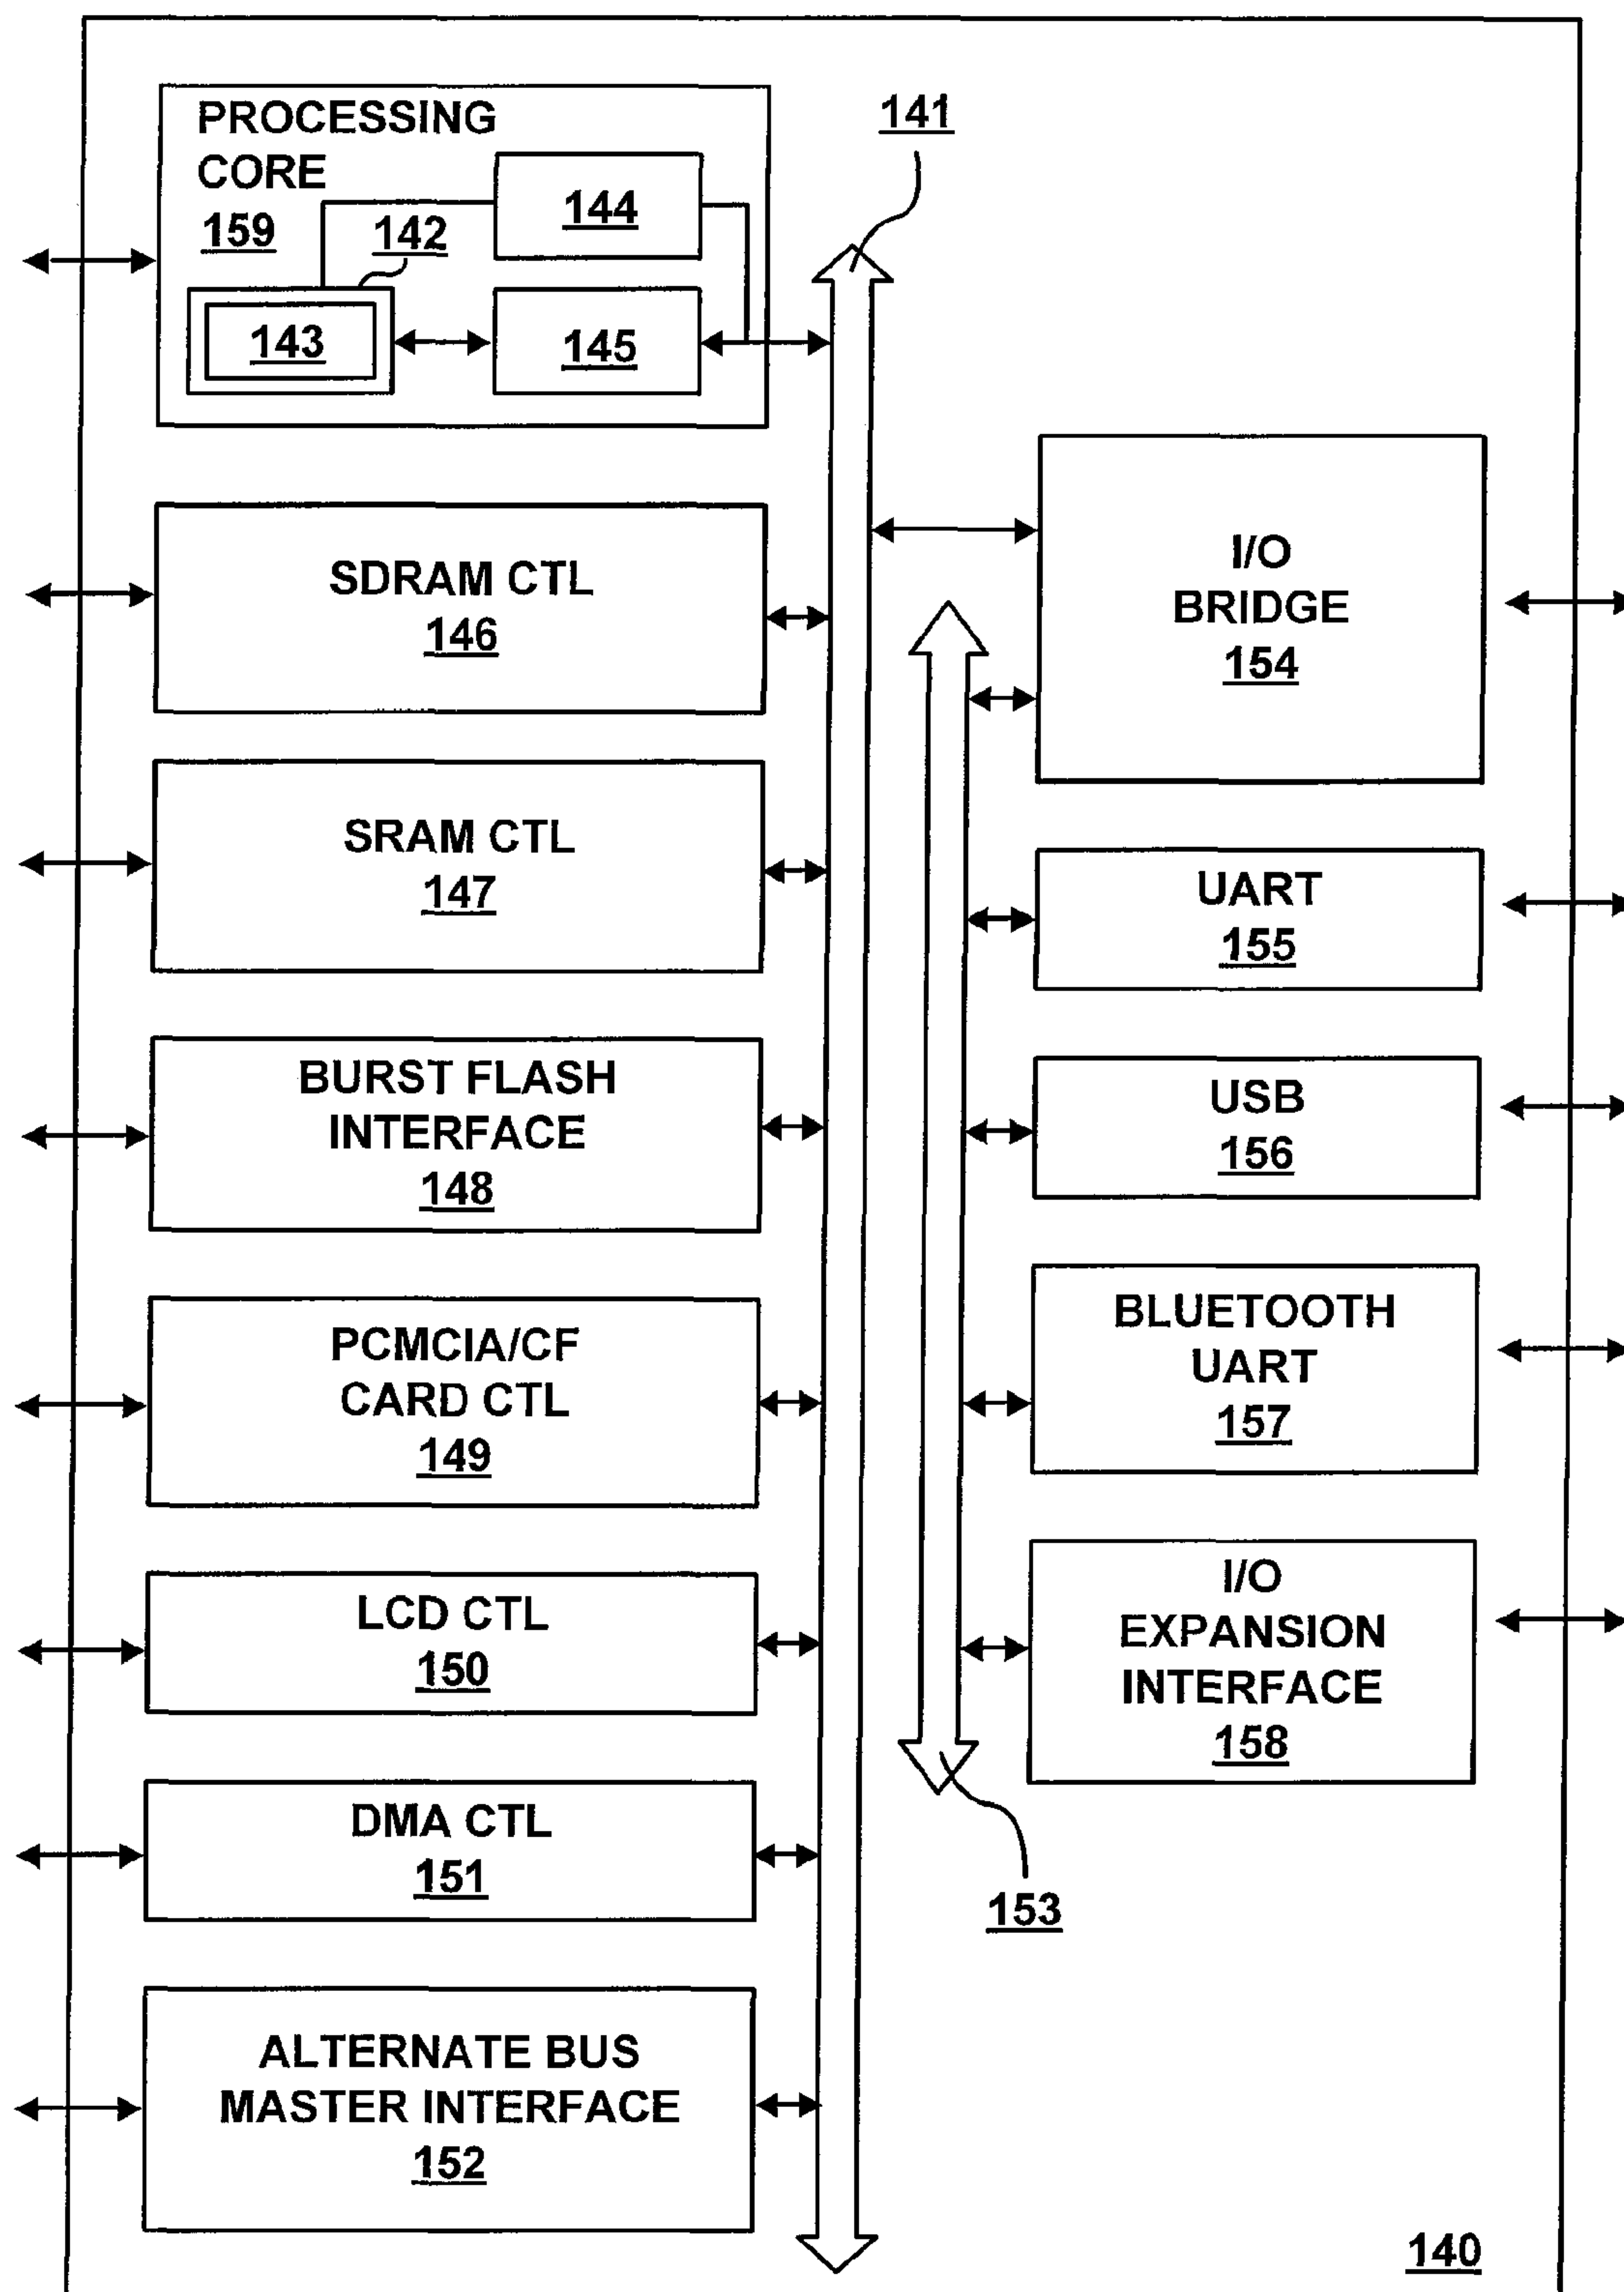 PROCESSING
CORE
159
142
144
143
145
141
SDRAM CTL
146
SRAM CTL
147
BURST FLASH
INTERFACE
148
PCMCIA/CF
CARD CTL
149
LCD CTL
150
DMA CTL
151
ALTERNATE BUS
MASTER INTERFACE
152
I/O
BRIDGE
154
UART
155
USB
156
BLUETOOTH
UART
157
I/O
EXPANSION
INTERFACE
158
153
140